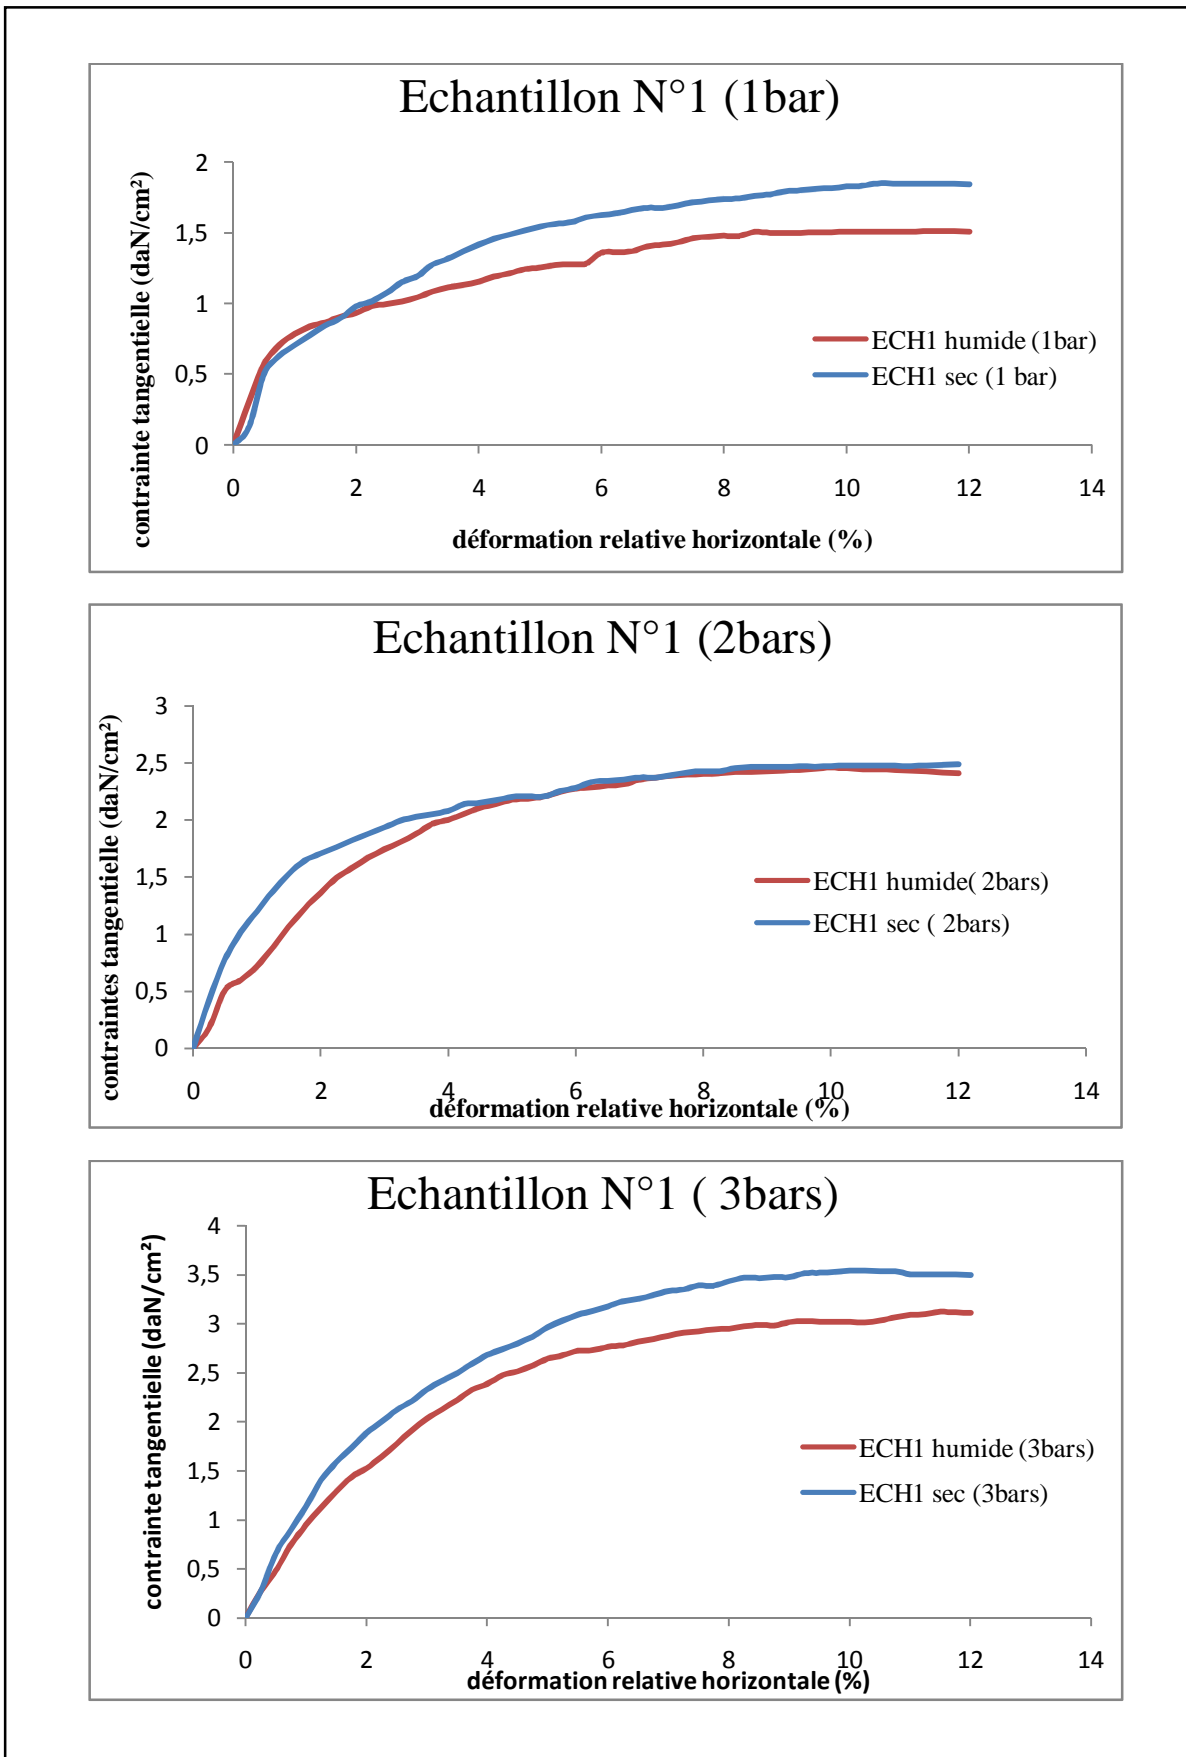 Echantillon N°1 (1bar)
contrainte tangentielle (daN/cm²)
2
1,5
1
0,5
0
0 2 4 6 8 10 12 14
déformation relative horizontale (%)
ECH1 humide (1bar)
ECH1 sec (1 bar)
Echantillon N°1 (2bars)
contraintes tangentielle (daN/cm²)
3
2,5
2
1,5
1
0,5
0
0 2 4 6 8 10 12 14
déformation relative horizontale (%)
ECH1 humide( 2bars)
ECH1 sec ( 2bars)
Echantillon N°1 ( 3bars)
contrainte tangentielle (daN/cm²)
4
3,5
3
2,5
2
1,5
1
0,5
0
0 2 4 6 8 10 12 14
déformation relative horizontale (%)
ECH1 humide (3bars)
ECH1 sec (3bars)